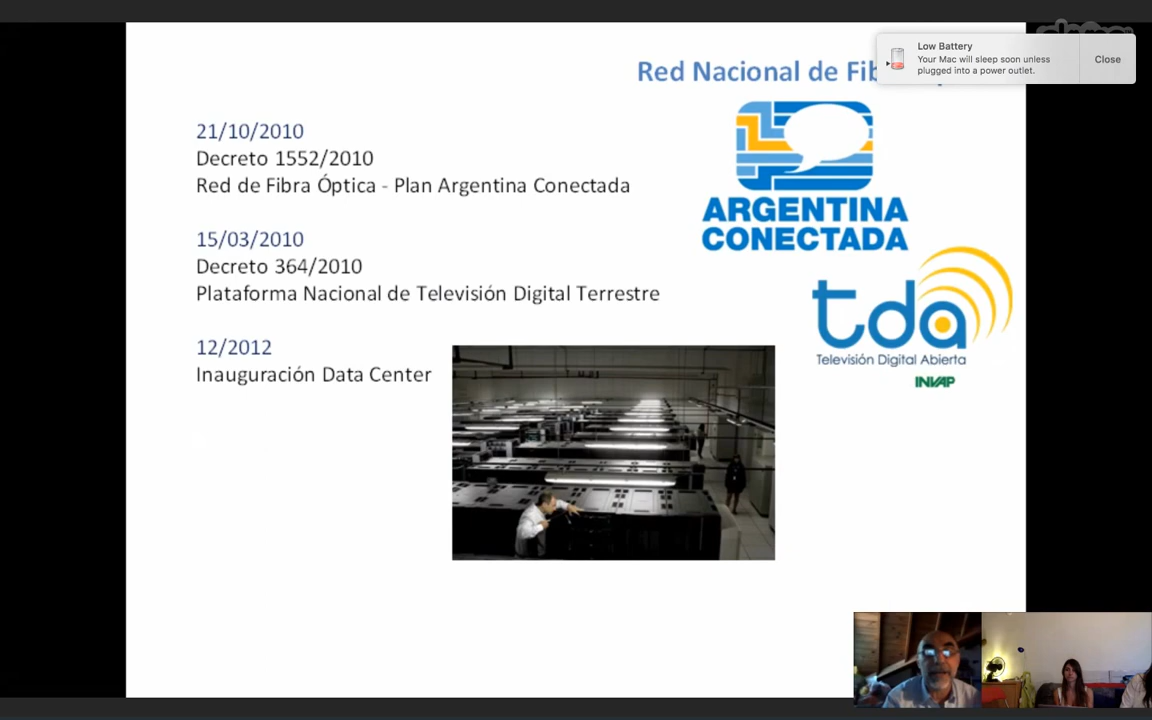 Low Battery
Your Mac will sleep soon unless
plugged into a power outlet.
Close
Red Nacional de
21/10/2010
Decreto 1552/2010
Red de Fibra Óptica - Plan Argentina Conectada
ARGENTINA
CONECTADA
15/03/2010
Decreto 364/2010
Plataforma Nacional de Televisión Digital Terrestre
tda
Televisión Digital Abierta
INVAP
12/2012
Inauguración Data Center